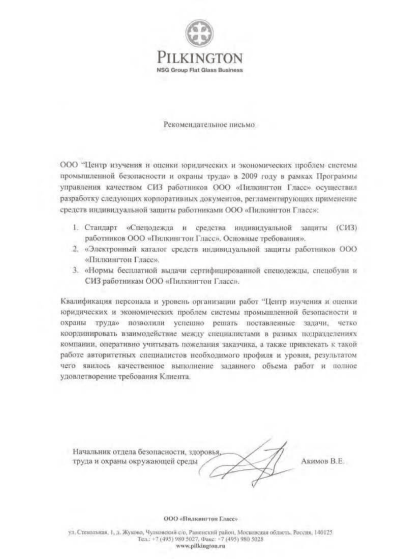 PILKINGTON
NSG Group Flat Glass Business
Рекомендательное письмо.
ООО "Центр изучения и оценки юридических и экономических проблем системы
промышленной безопасности и охраны труда» в 2009 году в рамках Программы
управления качеством СИЗ работников ООО «Пилкингтон Гласс» осуществил
разработку следующих корпоративных документов, регламентирующих применение
средств индивидуальной защиты работниками ООО «Пилкингтон Гласс»:
1. Стандарт «Спецодежда и средства индивидуальной защиты (СИЗ)
работников ООО «Пилкингтон Гласс». Основные требования».
2. «Электронный каталог средств индивидуальной защиты работников ООО
«Пилкингтон Гласс».
3. «Нормы бесплатной выдачи сертифицированной спецодежды, спецобуви и
СИЗ работникам ООО «Пилкингтон Гласс».
Квалификация персонала и уровень организации работ "Центр изучения и оценки
юридических и экономических проблем системы промышленной безопасности и
охраны труда» позволили успешно решать поставленные задачи, четко
координировать взаимодействие между специалистами в разных подразделениях
компании, оперативно учитывать пожелания заказчика, а также привлекать к такой
работе авторитетных специалистов необходимого профиля и уровня, результатом
чего явилось качественное выполнение заданного объема работ и полное
удовлетворение требования Клиента.
Начальник отдела безопасности, здоровья,
труда и охраны окружающей среды
Акимов В.Е.
ООО «Пилкингтон Гласс»
ул. Стекольная, 1, д. Жуково, Чулковский с/о, Раменский район, Московская область, Россия, 140125
Тел.: +7 (495) 980 5027; Факс: +7 (495) 980 5028
www.pilkington.ru